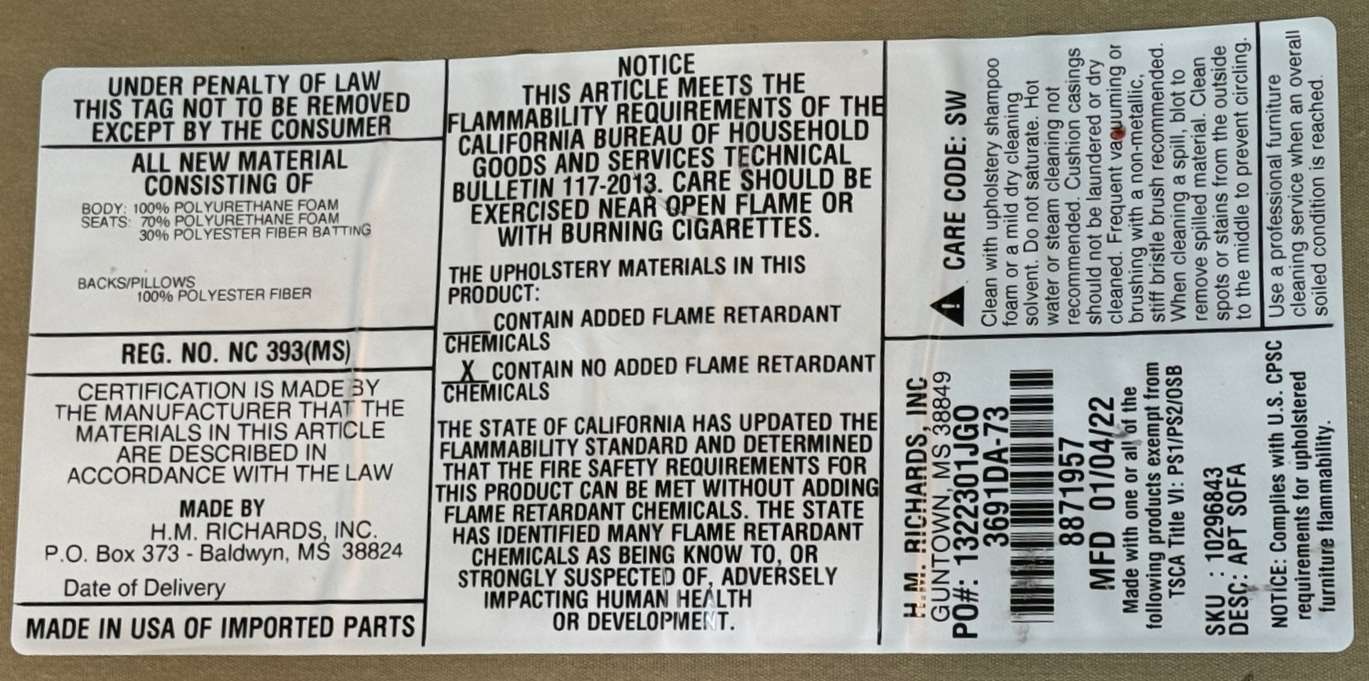 UNDER PENALTY OF LAW
THIS TAG NOT TO BE REMOVED
EXCEPT BY THE CONSUMER
ALL NEW MATERIAL
CONSISTING OF
BODY: 100% POLYURETHANE FOAM
SEATS: 70% POLYURETHANE FOAM
30% POLYESTER FIBER BATTING
BACKS/PILLOWS
100% POLYESTER FIBER
REG. NO. NC 393(MS)
CERTIFICATION IS MADE BY
THE MANUFACTURER THAT THE
MATERIALS IN THIS ARTICLE
ARE DESCRIBED IN
ACCORDANCE WITH THE LAW
MADE BY
H.M. RICHARDS, INC.
P.O. Box 373 - Baldwyn, MS 38824
Date of Delivery
MADE IN USA OF IMPORTED PARTS
NOTICE
THIS ARTICLE MEETS THE
FLAMMABILITY REQUIREMENTS OF THE
CALIFORNIA BUREAU OF HOUSEHOLD
GOODS AND SERVICES TECHNICAL
BULLETIN 117-2013. CARE SHOULD BE
EXERCISED NEAR OPEN FLAME OR
WITH BURNING CIGARETTES.
THE UPHOLSTERY MATERIALS IN THIS
PRODUCT:
____CONTAIN ADDED FLAME RETARDANT
CHEMICALS
__X__CONTAIN NO ADDED FLAME RETARDANT
CHEMICALS
THE STATE OF CALIFORNIA HAS UPDATED THE
FLAMMABILITY STANDARD AND DETERMINED
THAT THE FIRE SAFETY REQUIREMENTS FOR
THIS PRODUCT CAN BE MET WITHOUT ADDING
FLAME RETARDANT CHEMICALS. THE STATE
HAS IDENTIFIED MANY FLAME RETARDANT
CHEMICALS AS BEING KNOW TO, OR
STRONGLY SUSPECTED OF, ADVERSELY
IMPACTING HUMAN HEALTH
OR DEVELOPMENT.
CARE CODE: SW
Clean with upholstery shampoo
foam or a mild dry cleaning
solvent. Do not saturate. Hot
water or steam cleaning not
recommended. Cushion casings
should not be laundered or dry
cleaned. Frequent vacuuming or
brushing with a non-metallic,
stiff bristle brush recommended.
When cleaning a spill, blot to
remove spilled material. Clean
spots or stains from the outside
to the middle to prevent circling.
Use a professional furniture
cleaning service when an overall
soiled condition is reached.
H.M. RICHARDS, INC
GUNTOWN, MS 38849
PO#: 1322301JGO
3691DA-73
8871957
MFD 01/04/22
Made with one or all of the
following products exempt from
TSCA Title VI: PS1/PS2/OSB
SKU : 10296843
DESC: APT SOFA
NOTICE: Complies with U.S. CPSC
requirements for upholstered
furniture flammability.